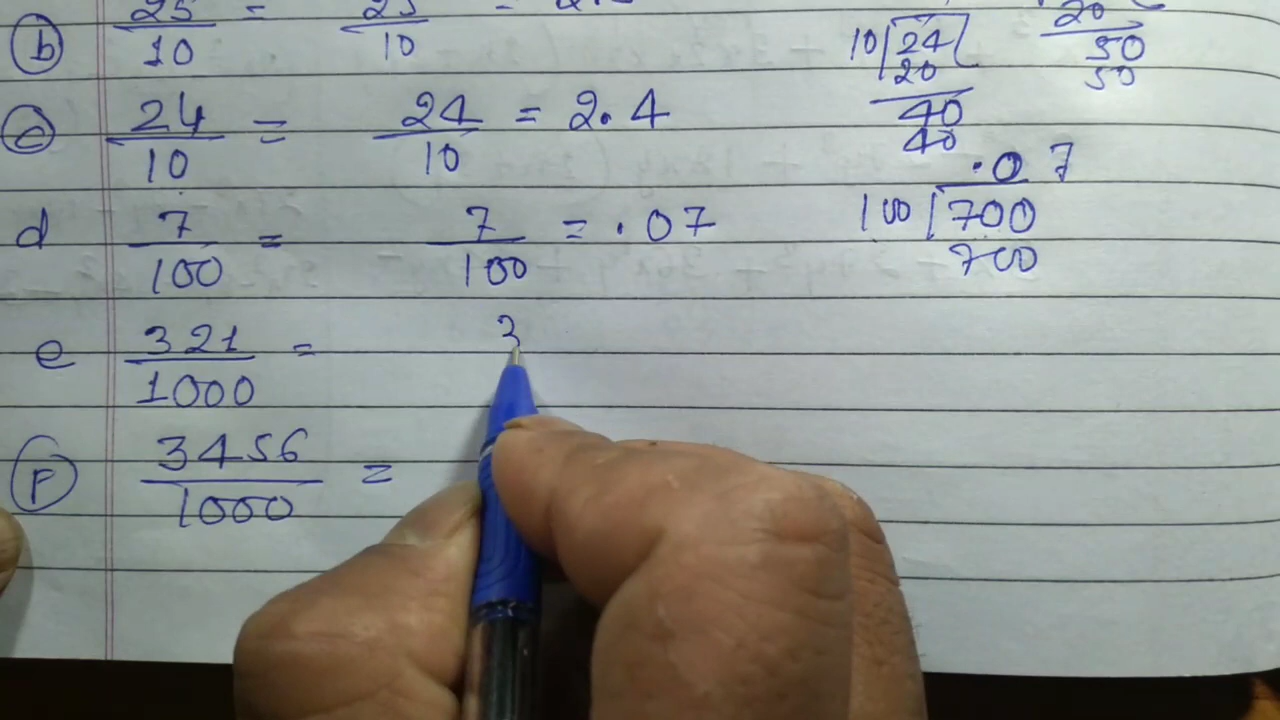 b 25/10 = 25/10 =
c 24/10 = 24/10 = 2.4
d 7/100 = 7/100 = .07
e 321/1000 = 3
F 3456/1000 =
20
50
50
10 24
20
40
40
.07
100 700
700